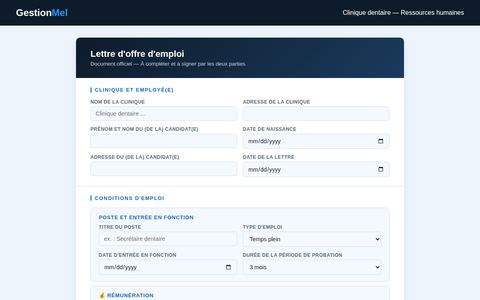 GestionMel
Clinique dentaire — Ressources humaines
Lettre d'offre d'emploi
Document officiel — À compléter et à signer par les deux parties
CLINIQUE ET EMPLOYÉ(E)
NOM DE LA CLINIQUE
ADRESSE DE LA CLINIQUE
Clinique dentaire ...
PRÉNOM ET NOM DU (DE LA) CANDIDAT(E)
DATE DE NAISSANCE
mm/dd/yyyy
ADRESSE DU (DE LA) CANDIDAT(E)
DATE DE LA LETTRE
mm/dd/yyyy
CONDITIONS D'EMPLOI
POSTE ET ENTRÉE EN FONCTION
TITRE DU POSTE
TYPE D'EMPLOI
ex. : Secrétaire dentaire
Temps plein
DATE D'ENTRÉE EN FONCTION
DURÉE DE LA PÉRIODE DE PROBATION
mm/dd/yyyy
3 mois
💰 RÉMUNÉRATION